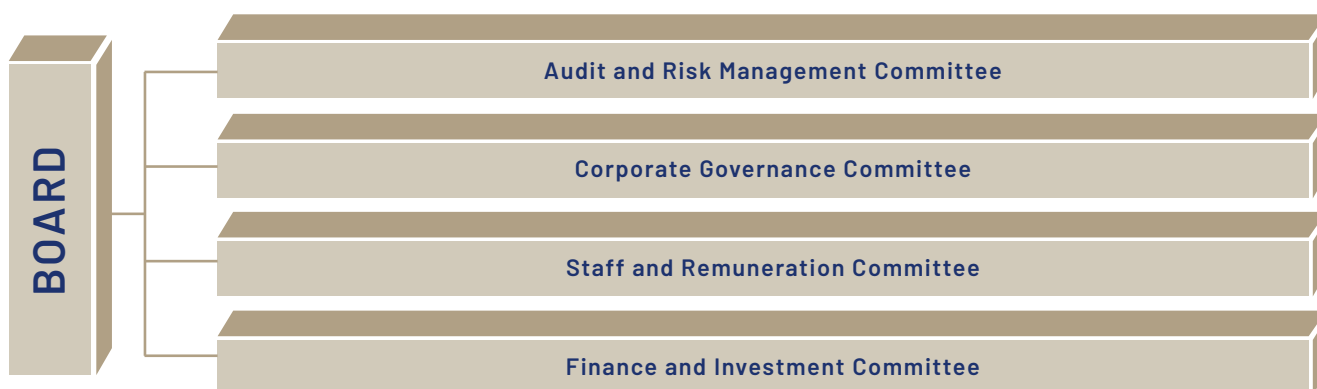 BOARD
Audit and Risk Management Committee
Corporate Governance Committee
Staff and Remuneration Committee
Finance and Investment Committee